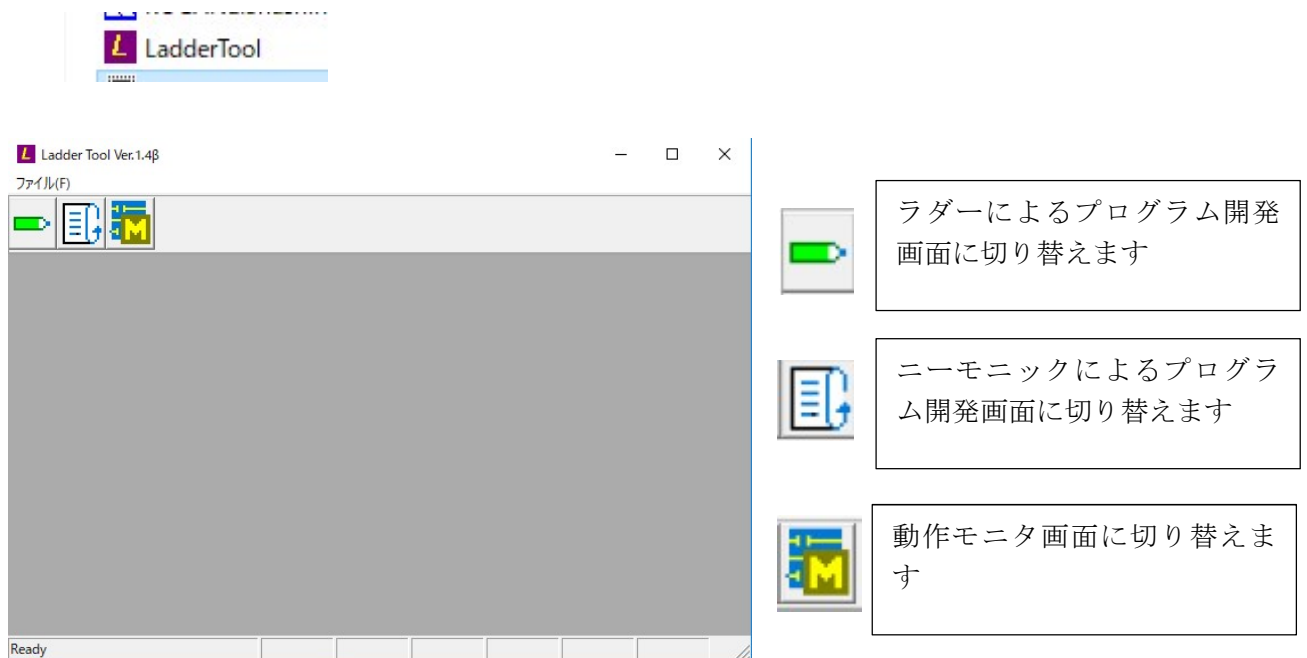 LadderTool
Ladder Tool Ver.1.4β
ファイル(F)
ラダーによるプログラム開発
画面に切り替えます
ニーモニックによるプログラ
ム開発画面に切り替えます
動作モニタ画面に切り替えま
す
Ready